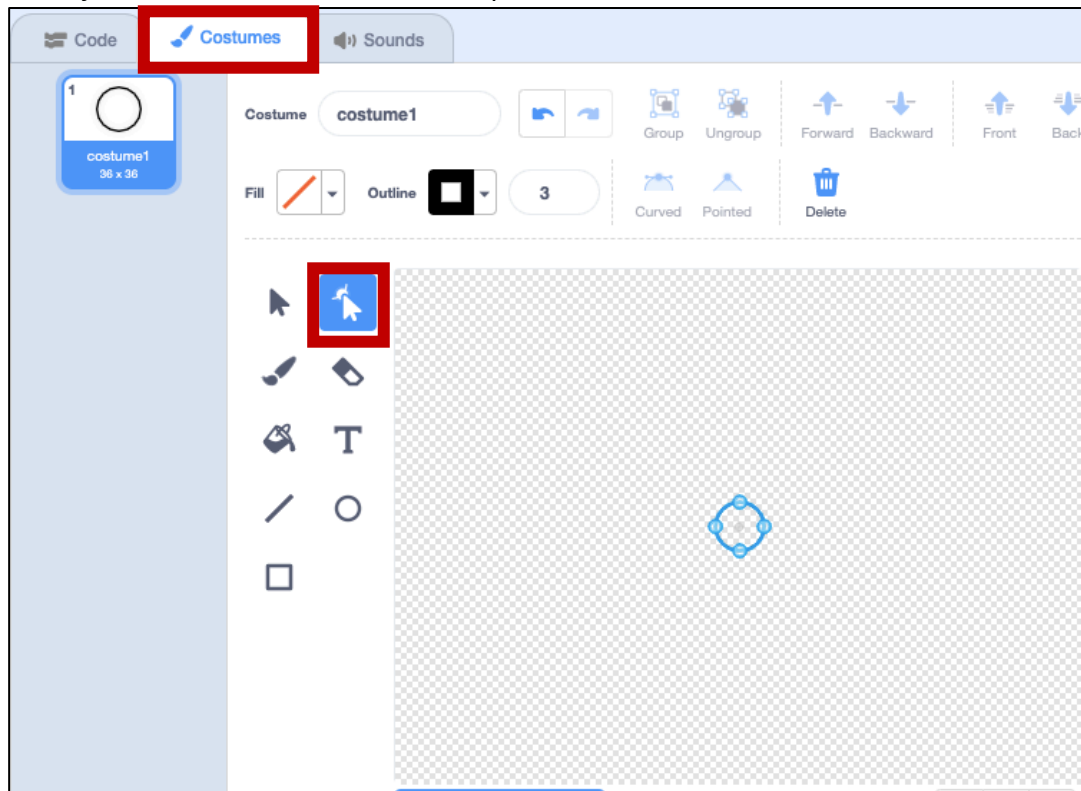 Code Costumes Sounds
1
costume1
36 x 36
Costume costume1 Group Ungroup Forward Backward Front Back
Fill Outline 3 Curved Pointed Delete
T